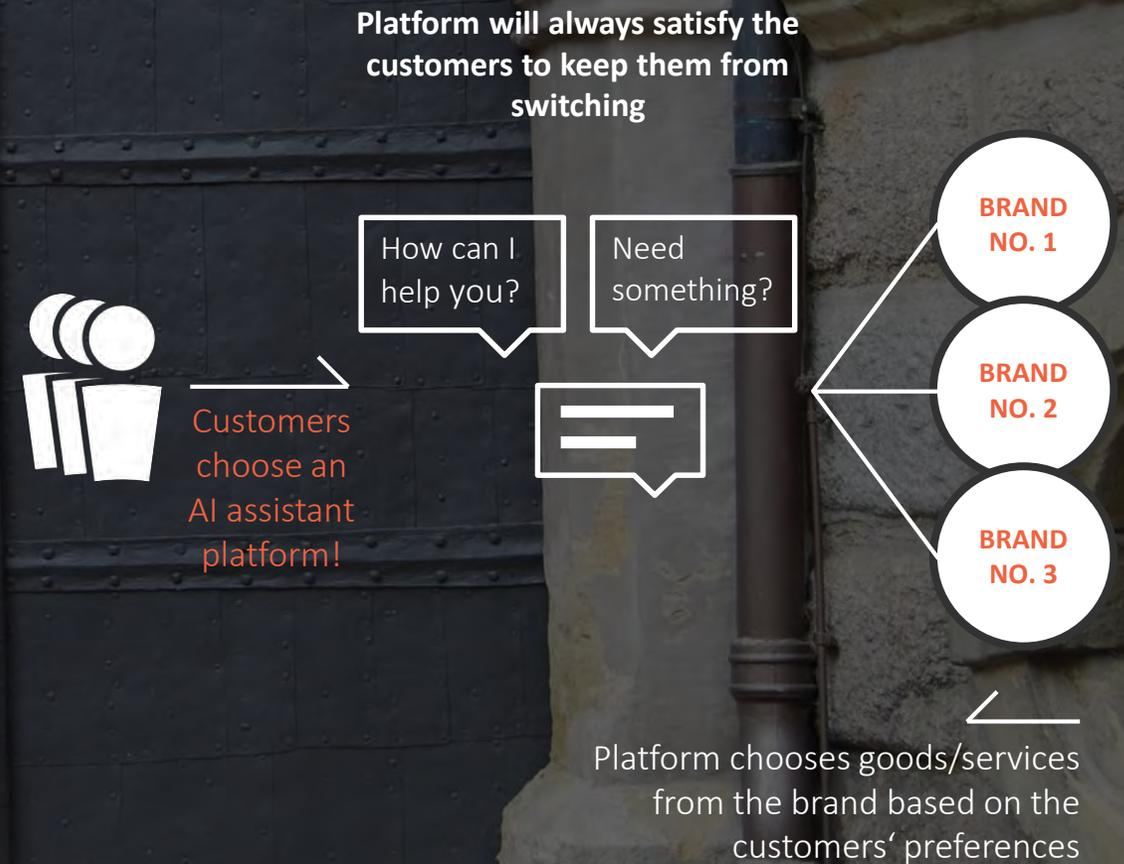 Platform will always satisfy the
customers to keep them from
switching
How can I
help you?
Need
something?
Customers
choose an
AI assistant
platform!
BRAND
NO. 1
BRAND
NO. 2
BRAND
NO. 3
Platform chooses goods/services
from the brand based on the
customers‘ preferences